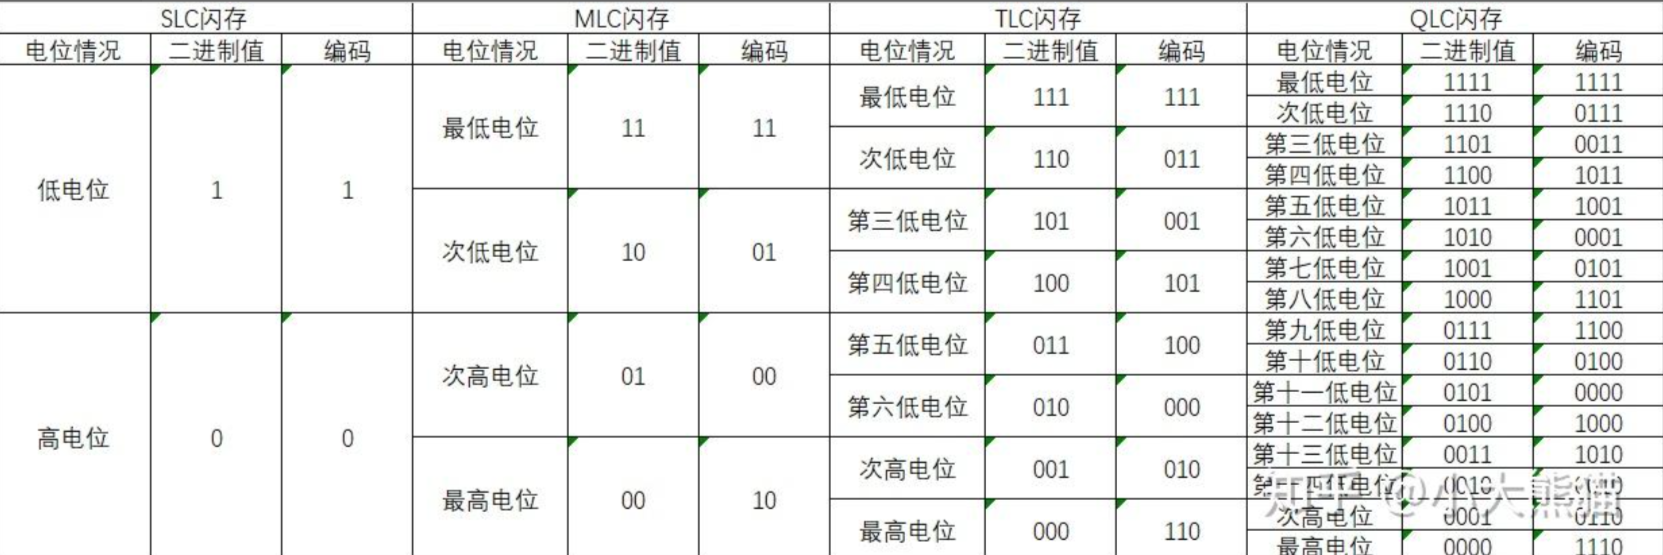 SLC闪存 MLC闪存 TLC闪存 QLC闪存
电位情况 二进制值 编码 电位情况 二进制值 编码 电位情况 二进制值 编码 电位情况 二进制值 编码
低电位 1 1
高电位 0 0
最低电位 11 11
次低电位 10 01
次高电位 01 00
最高电位 00 10
最低电位 111 111
次低电位 110 011
第三低电位 101 001
第四低电位 100 101
第五低电位 011 100
第六低电位 010 000
次高电位 001 010
最高电位 000 110
最低电位 1111 1111
次低电位 1110 0111
第三低电位 1101 0011
第四低电位 1100 1011
第五低电位 1011 1001
第六低电位 1010 0001
第七低电位 1001 0101
第八低电位 1000 1101
第九低电位 0111 1100
第十低电位 0110 0100
第十一低电位 0101 0000
第十二低电位 0100 1000
第十三低电位 0011 1010
第十四低电位 0010
次高电位 0001 0110
最高电位 0000 1110
知乎 @小大熊猫